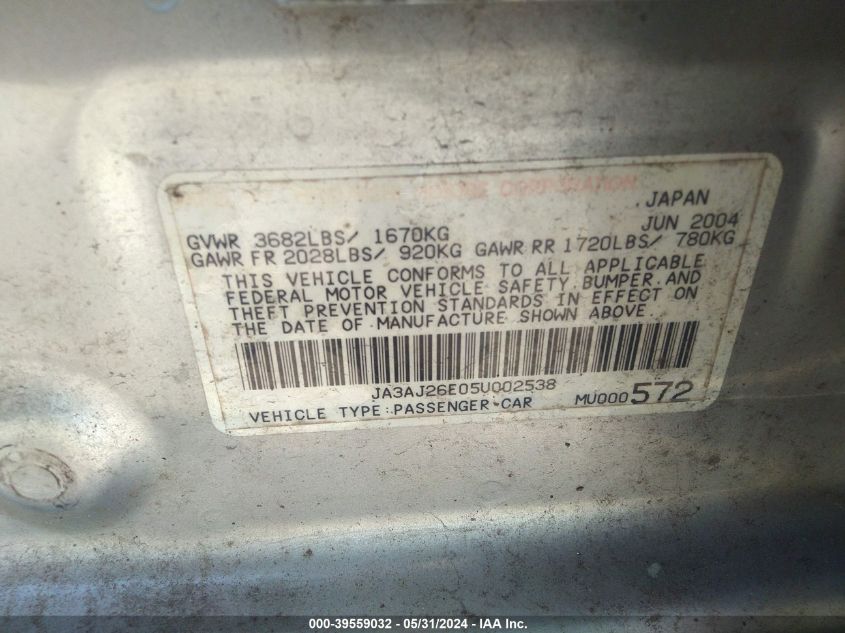 MOTORS CORPORATION
JAPAN
GVWR 3682LBS/ 1670KG JUN 2004
GAWR FR 2028LBS/ 920KG GAWR RR 1720LBS/ 780KG
THIS VEHICLE CONFORMS TO ALL APPLICABLE
FEDERAL MOTOR VEHICLE SAFETY, BUMPER, AND
THEFT PREVENTION STANDARDS IN EFFECT ON
THE DATE OF MANUFACTURE SHOWN ABOVE.
JA3AJ26E05U002538
VEHICLE TYPE:PASSENGER-CAR MU000572
000-39559032 - 05/31/2024 - IAA Inc.